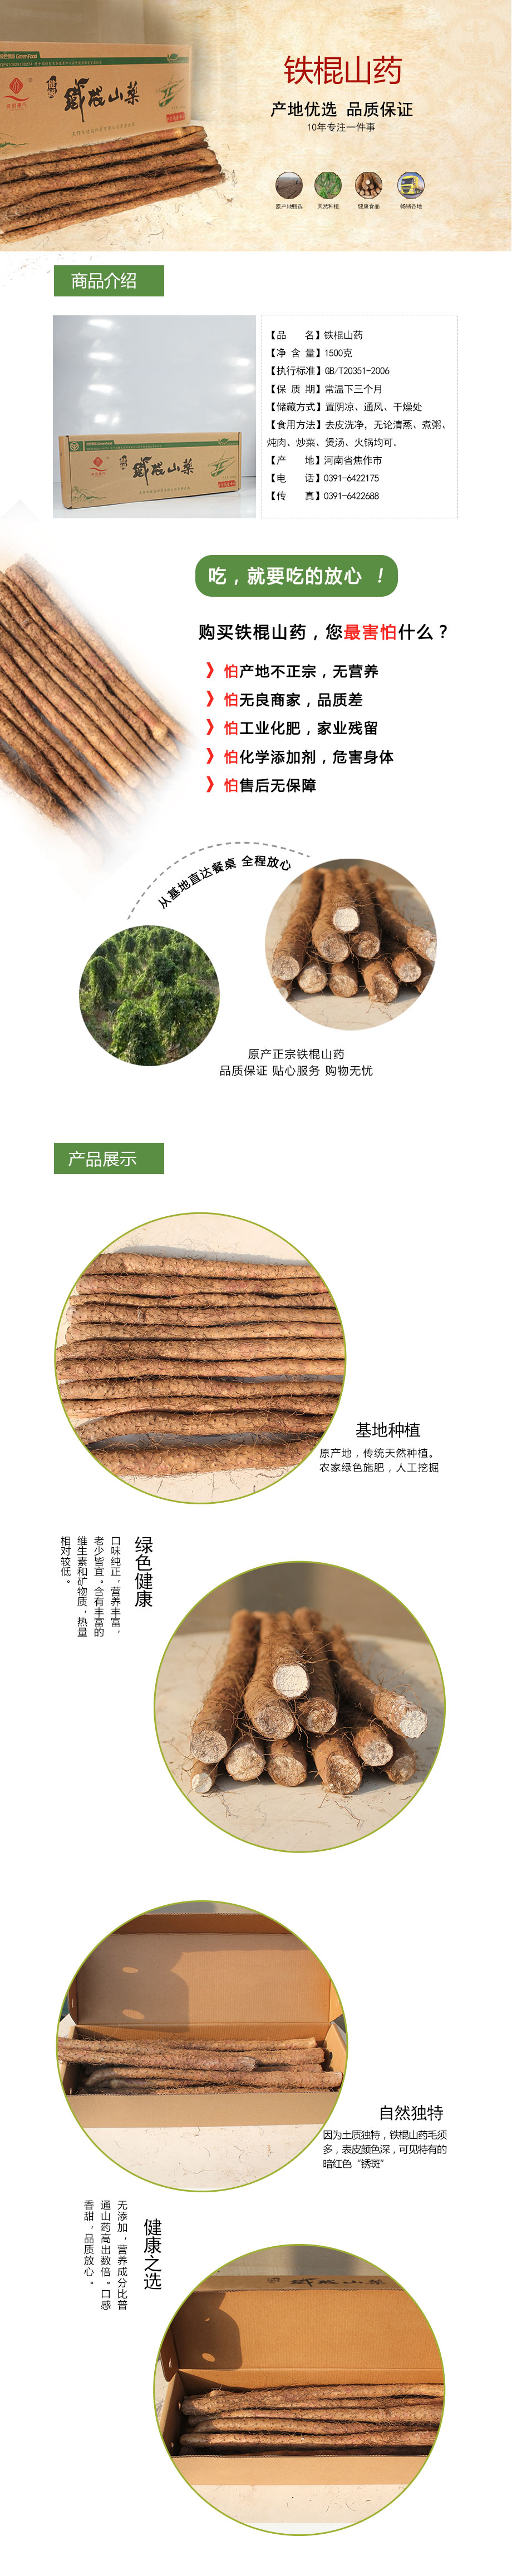 铁棍山药
产地优选 品质保证
10年专注一件事
原产地甄选
天然种植
健康食品
畅销各地
鐵棍山藥
商品介绍
鐵棍山藥
【品 名】铁棍山药
【净 含 量】1500克
【执行标准】GB/T20351-2006
【保 质 期】常温下三个月
【储藏方式】置阴凉、通风、干燥处
【食用方法】去皮洗净，无论清蒸、煮粥、
炖肉、炒菜、煲汤、火锅均可。
【产 地】河南省焦作市
【电 话】0391-6422175
【传 真】0391-6422688
吃，就要吃的放心 ！
购买铁棍山药，您最害怕什么？
》怕产地不正宗，无营养
》怕无良商家，品质差
》怕工业化肥，家业残留
》怕化学添加剂，危害身体
》怕售后无保障
从基地直达餐桌 全程放心
原产正宗铁棍山药
品质保证 贴心服务 购物无忧
产品展示
基地种植
原产地，传统天然种植。
农家绿色施肥，人工挖掘
绿色健康
口味纯正，营养丰富，
老少皆宜。含有丰富的
维生素和矿物质，热量
相对较低。
自然独特
因为土质独特，铁棍山药毛须
多，表皮颜色深，可见特有的
暗红色“锈斑”
健康之选
无添加，营养成分比普
通山药高出数倍。口感
香甜，品质放心。